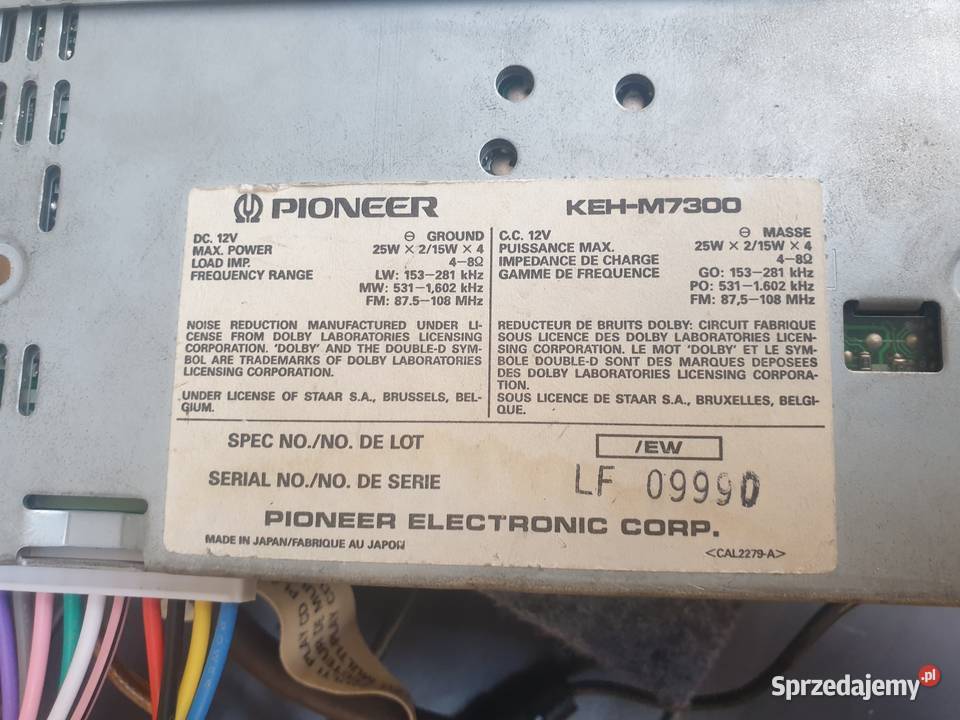 PIONEER
KEH-M7300
DC. 12V ⊖ GROUND
MAX. POWER 25W × 2/15W × 4
LOAD IMP. 4–8Ω
FREQUENCY RANGE LW: 153–281 kHz
MW: 531–1,602 kHz
FM: 87.5–108 MHz
NOISE REDUCTION MANUFACTURED UNDER LI-
CENSE FROM DOLBY LABORATORIES LICENSING
CORPORATION. 'DOLBY' AND THE DOUBLE-D SYM-
BOL ARE TRADEMARKS OF DOLBY LABORATORIES
LICENSING CORPORATION.
UNDER LICENSE OF STAAR S.A., BRUSSELS, BEL-
GIUM.
C.C. 12V ⊖ MASSE
PUISSANCE MAX. 25W × 2/15W × 4
IMPEDANCE DE CHARGE 4–8Ω
GAMME DE FREQUENCE GO: 153–281 kHz
PO: 531–1.602 kHz
FM: 87,5–108 MHz
REDUCTEUR DE BRUITS DOLBY: CIRCUIT FABRIQUE
SOUS LICENCE DES DOLBY LABORATORIES LICEN-
SING CORPORATION. LE MOT 'DOLBY' ET LE SYM-
BOLE DOUBLE-D SONT DES MARQUES DEPOSEES
DES DOLBY LABORATORIES LICENSING CORPORA-
TION.
SOUS LICENCE DE STAAR S.A., BRUXELLES, BELGI-
QUE.
SPEC NO./NO. DE LOT /EW
SERIAL NO./NO. DE SERIE LF 09990
PIONEER ELECTRONIC CORP.
MADE IN JAPAN/FABRIQUE AU JAPON
<CAL2279-A>
PLAY CD
MULTI-PLAY CD
Sprzedajemy.pl